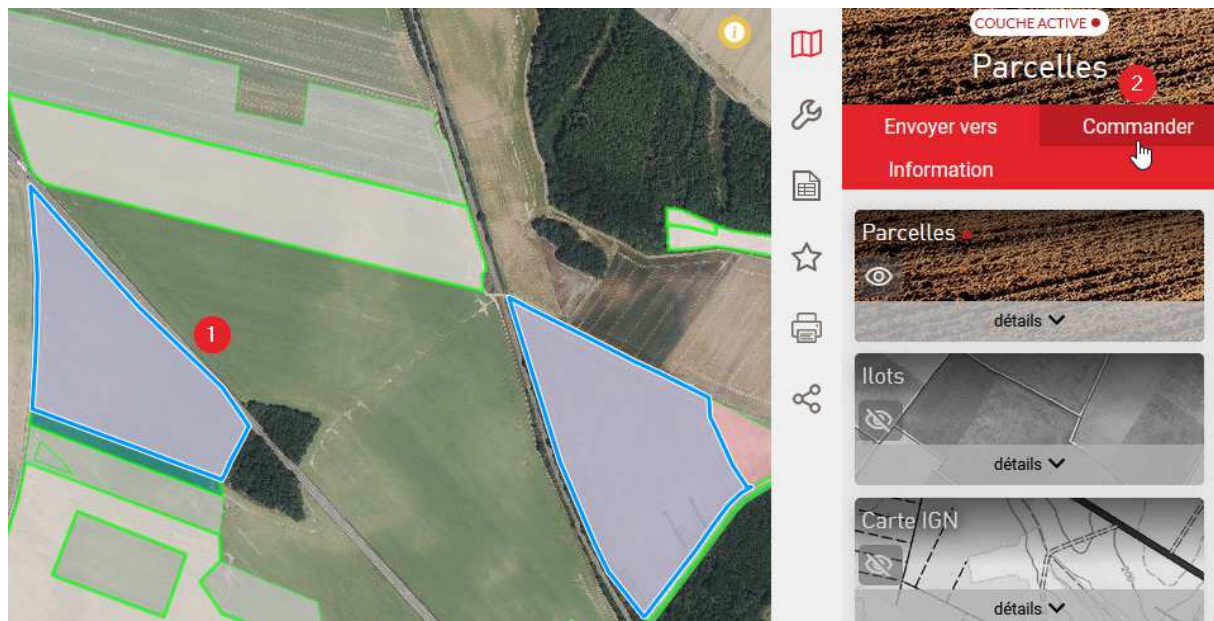 COUCHE ACTIVE
Parcelles
2
Envoyer vers
Commander
Information
1
Parcelles
détails
Ilots
détails
Carte IGN
détails